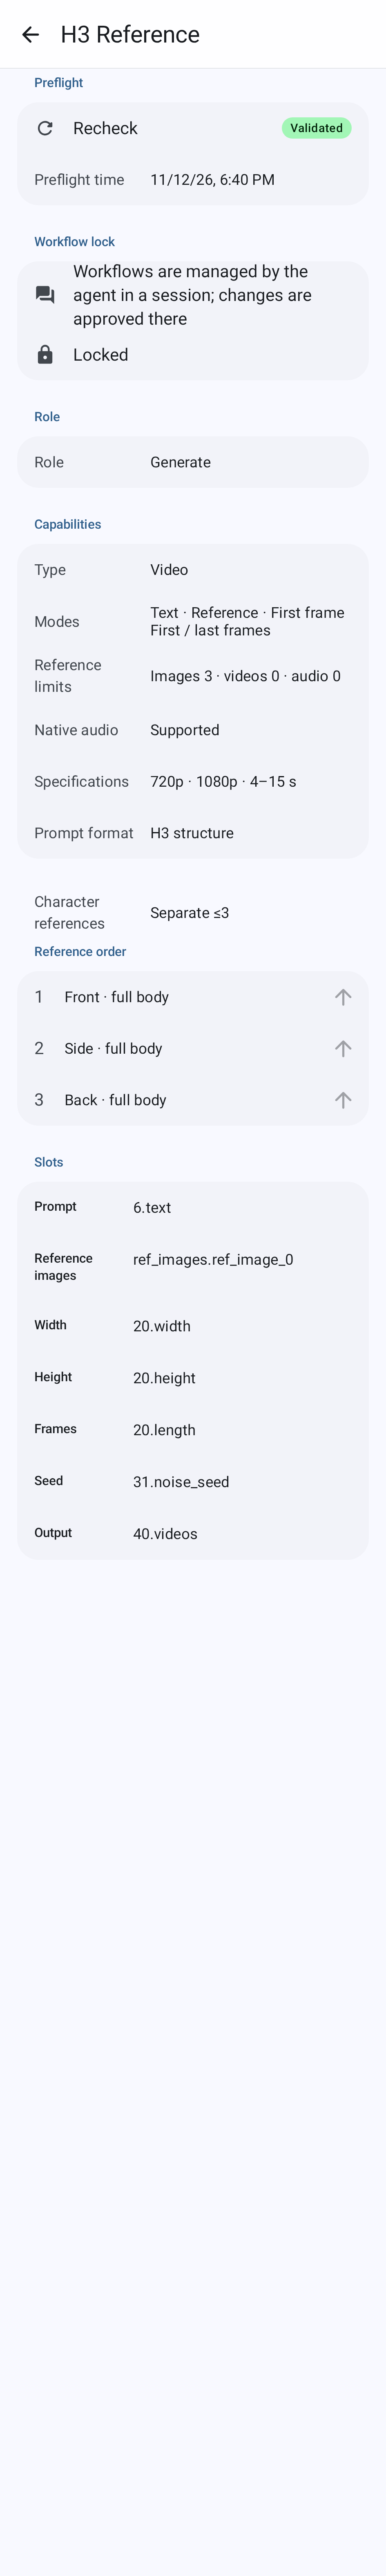 H3 Reference
Preflight
Recheck
Validated
Preflight time
11/12/26, 6:40 PM
Workflow lock
Workflows are managed by the
agent in a session; changes are
approved there
Locked
Role
Role
Generate
Capabilities
Type
Video
Modes
Text · Reference · First frame
First / last frames
Reference
limits
Images 3 · videos 0 · audio 0
Native audio
Supported
Specifications
720p · 1080p · 4–15 s
Prompt format
H3 structure
Character
references
Separate ≤3
Reference order
1
Front · full body
2
Side · full body
3
Back · full body
Slots
Prompt
6.text
Reference
images
ref_images.ref_image_0
Width
20.width
Height
20.height
Frames
20.length
Seed
31.noise_seed
Output
40.videos